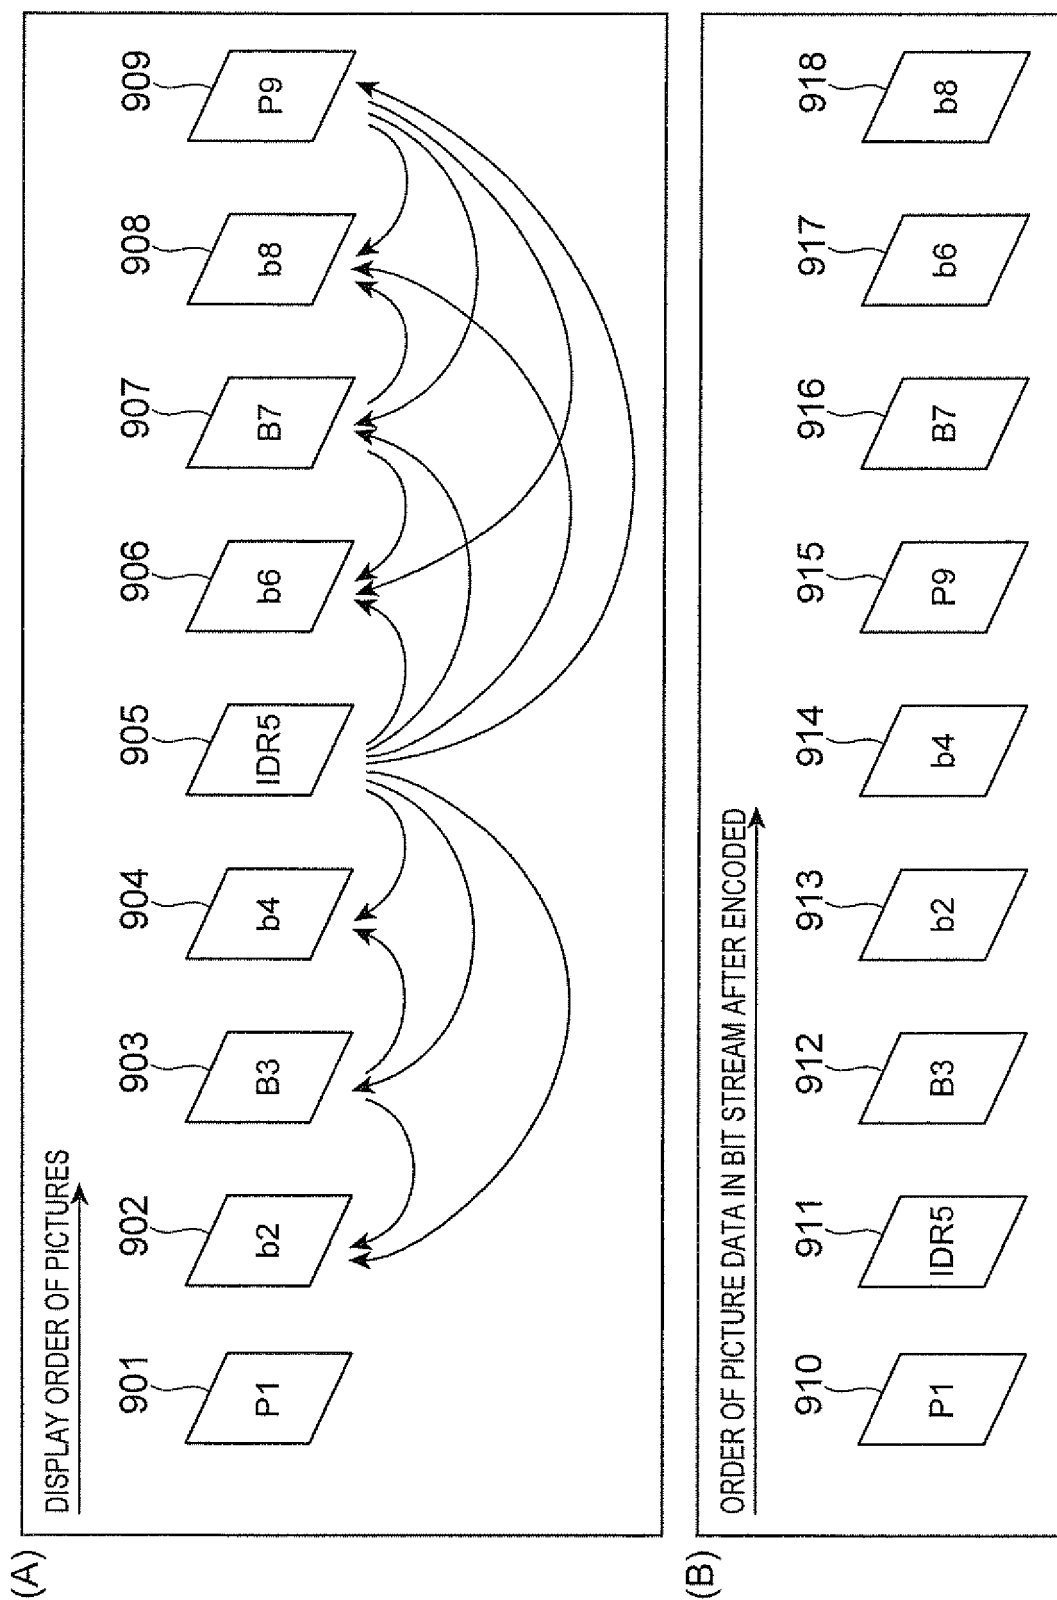 (A)
DISPLAY ORDER OF PICTURES
901 902 903 904 905 906 907 908 909
P1 b2 B3 b4 IDR5 b6 B7 b8 P9
(B)
ORDER OF PICTURE DATA IN BIT STREAM AFTER ENCODED
910 911 912 913 914 915 916 917 918
P1 IDR5 B3 b2 b4 P9 B7 b6 b8